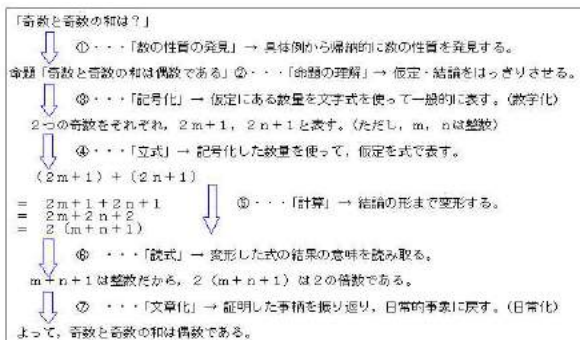 「奇数と奇数の和は？」
①・・・「数の性質の発見」→ 具体例から帰納的に数の性質を発見する。
命題「奇数と奇数の和は偶数である」②・・・「命題の理解」→ 仮定・結論をはっきりさせる。
③・・・「記号化」→ 仮定にある数量を文字式を使って一般的に表す。(数学化)
２つの奇数をそれぞれ，２ｍ＋１，２ｎ＋１と表す。(ただし，ｍ，ｎは整数)
④・・・「立式」→ 記号化した数量を使って，仮定を式で表す。
（２ｍ＋１）＋（２ｎ＋１）
＝ ２ｍ＋１＋２ｎ＋１ ⑤・・・「計算」→ 結論の形まで変形する。
＝ ２ｍ＋２ｎ＋２
＝ ２（ｍ＋ｎ＋１）
⑥ ・・・「読式」→ 変形した式の結果の意味を読み取る。
ｍ＋ｎ＋１は整数だから，２（ｍ＋ｎ＋１）は２の倍数である。
⑦ ・・・「文章化」→ 証明した事柄を振り返り，日常的事象に戻す。(日常化)
よって，奇数と奇数の和は偶数である。